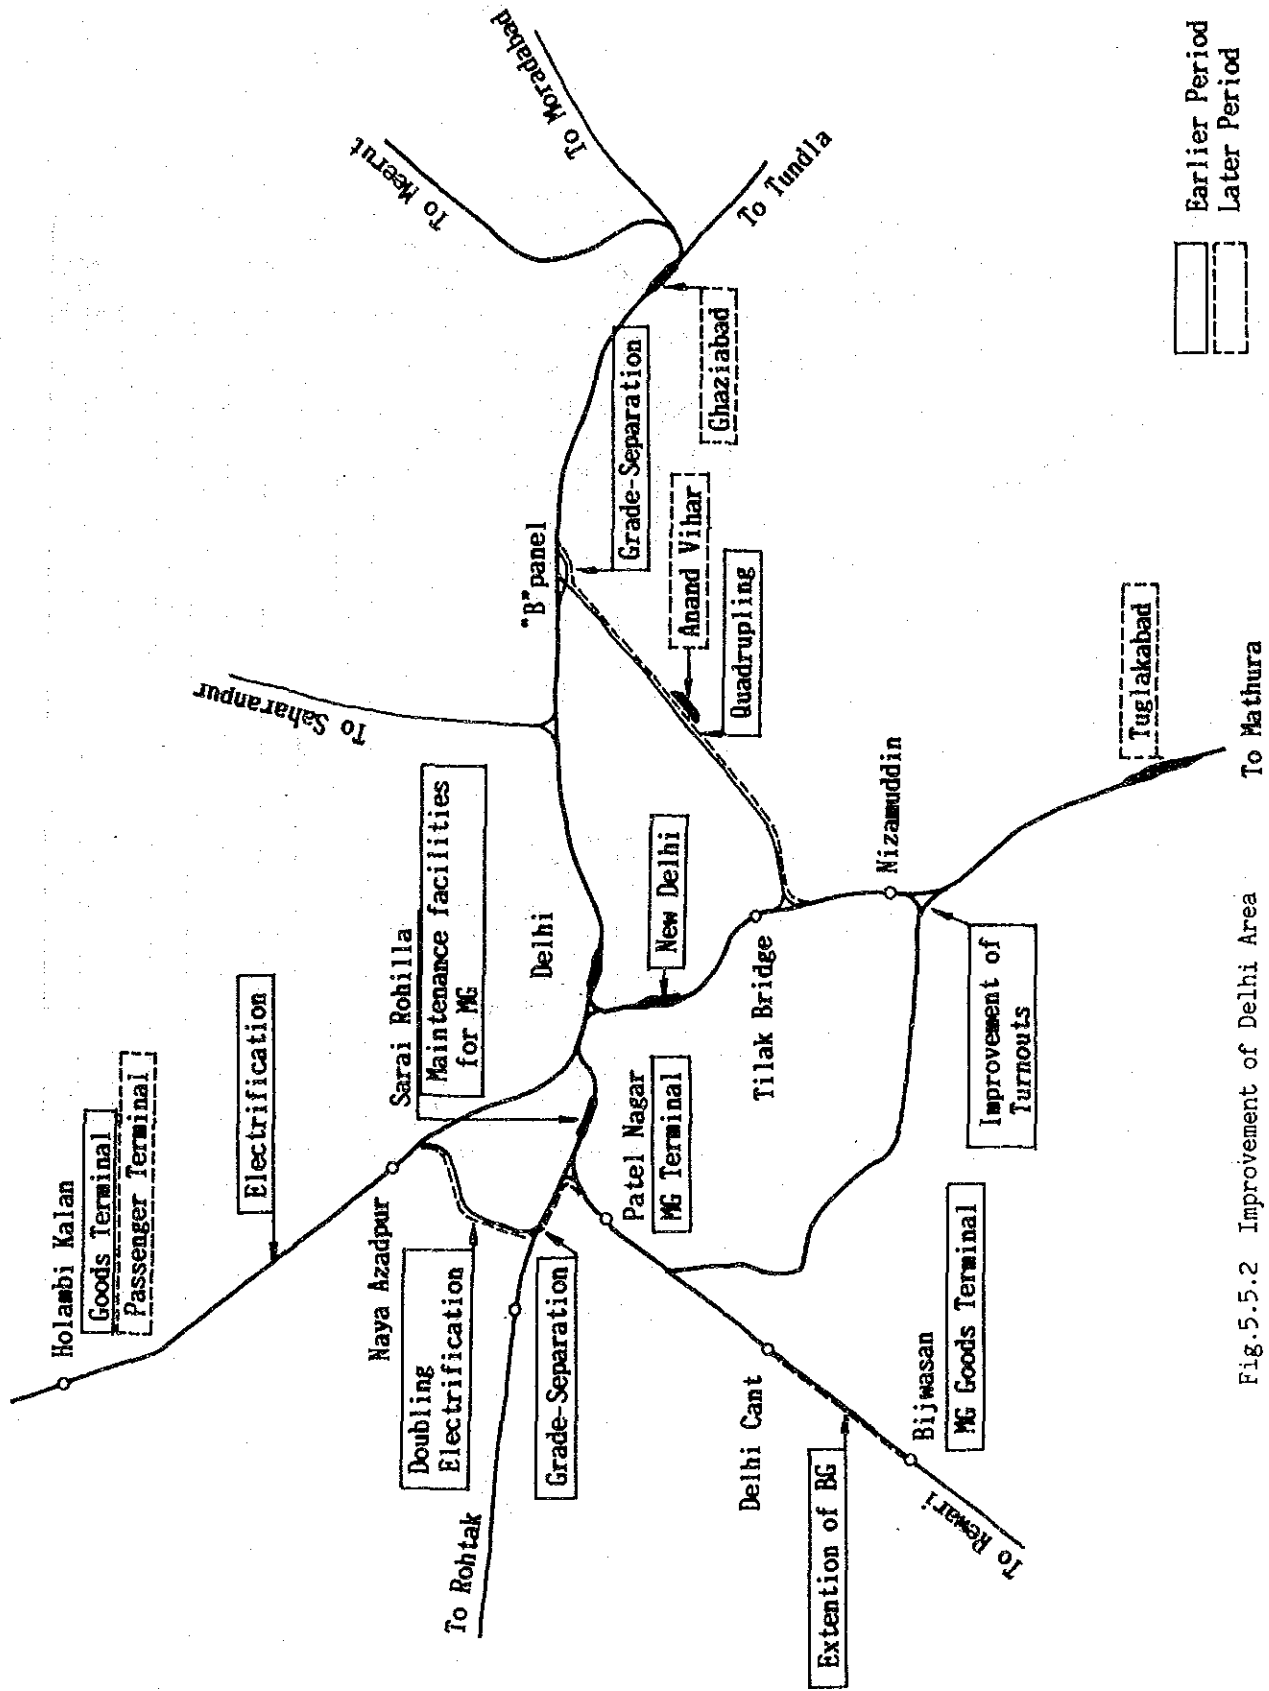 Holambi Kalan
Goods Terminal
Passenger Terminal
Electrification
To Saharanpur
To Meerut
To Moradabad
Naya Azadpur
Sarai Rohilla
Maintenance facilities
for MG
Doubling
Electrification
Delhi
"B" panel
Grade-Separation
To Rohtak
Grade-Separation
Patel Nagar
MG Terminal
New Delhi
Anand Vihar
Quadrupling
Ghaziabad
To Tundla
Delhi Cant
Tilak Bridge
Extention of BG
Bijwasan
MG Goods Terminal
To Rewari
Improvement of
Turnouts
Nizamuddin
Tuglakabad
To Mathura
Earlier Period
Later Period
Fig.5.5.2 Improvement of Delhi Area